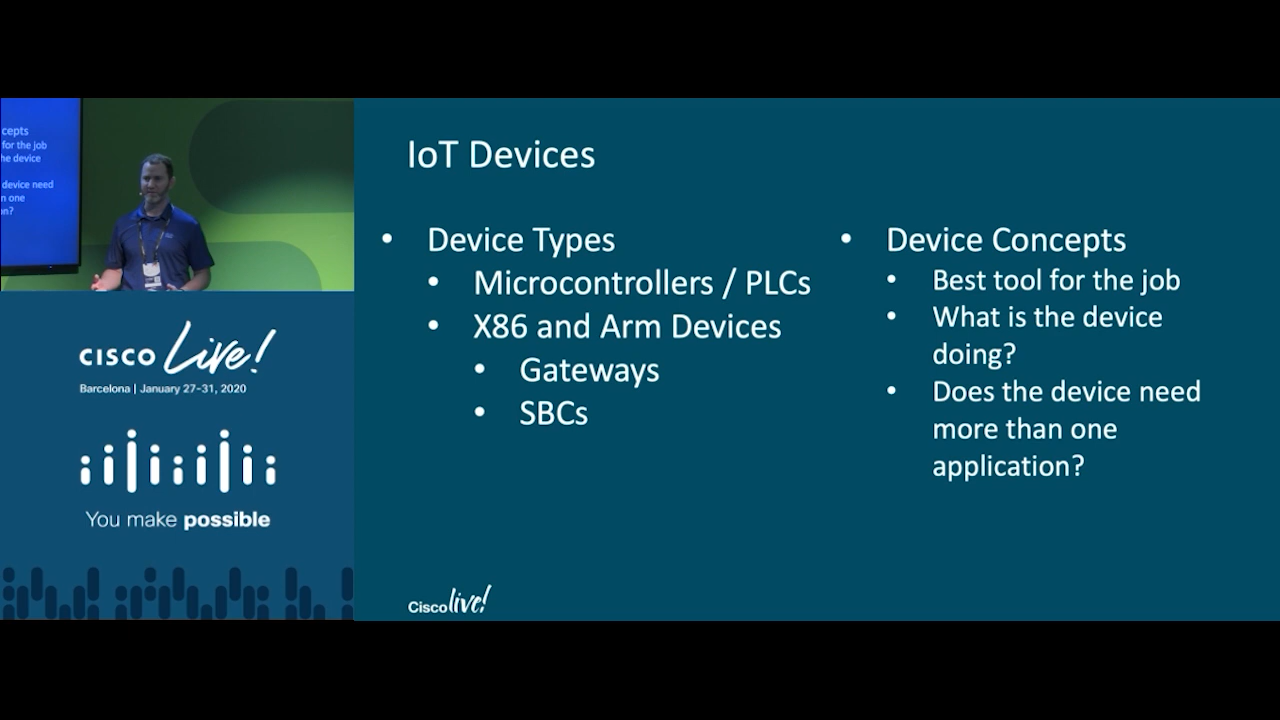 cepts
for the job
he device
device need
n one
on?
CISCO Live!
Barcelona | January 27-31, 2020
You make possible
IoT Devices
• Device Types
• Microcontrollers / PLCs
• X86 and Arm Devices
• Gateways
• SBCs
• Device Concepts
• Best tool for the job
• What is the device
doing?
• Does the device need
more than one
application?
Cisco live!